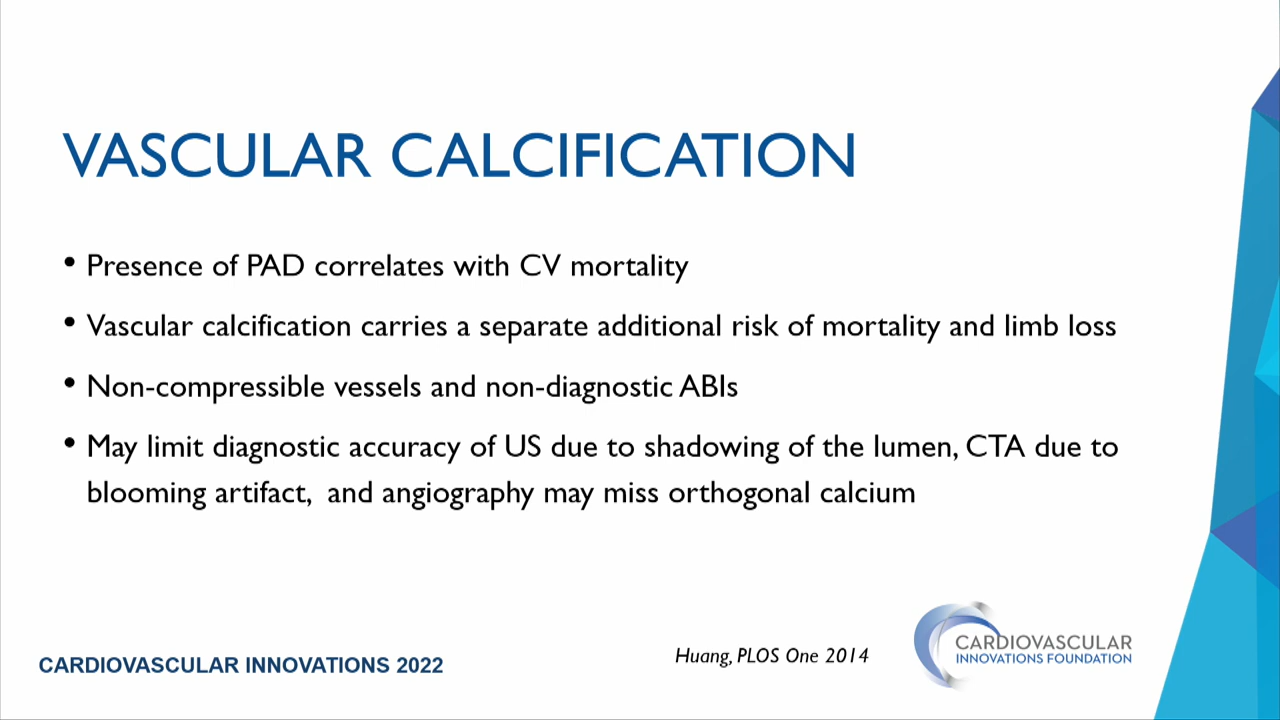 VASCULAR CALCIFICATION
• Presence of PAD correlates with CV mortality
• Vascular calcification carries a separate additional risk of mortality and limb loss
• Non-compressible vessels and non-diagnostic ABIs
• May limit diagnostic accuracy of US due to shadowing of the lumen, CTA due to
blooming artifact, and angiography may miss orthogonal calcium
CARDIOVASCULAR INNOVATIONS 2022
Huang, PLOS One 2014
CARDIOVASCULAR
INNOVATIONS FOUNDATION